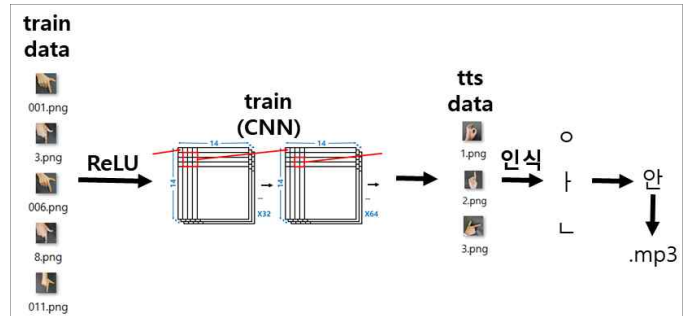 train
data
001.png
3.png
006.png
8.png
011.png
ReLU
train
(CNN)
14
14
X32
14
14
X64
tts
data
1.png
2.png
3.png
인식
ㅇ
ㅏ
ㄴ
안
.mp3